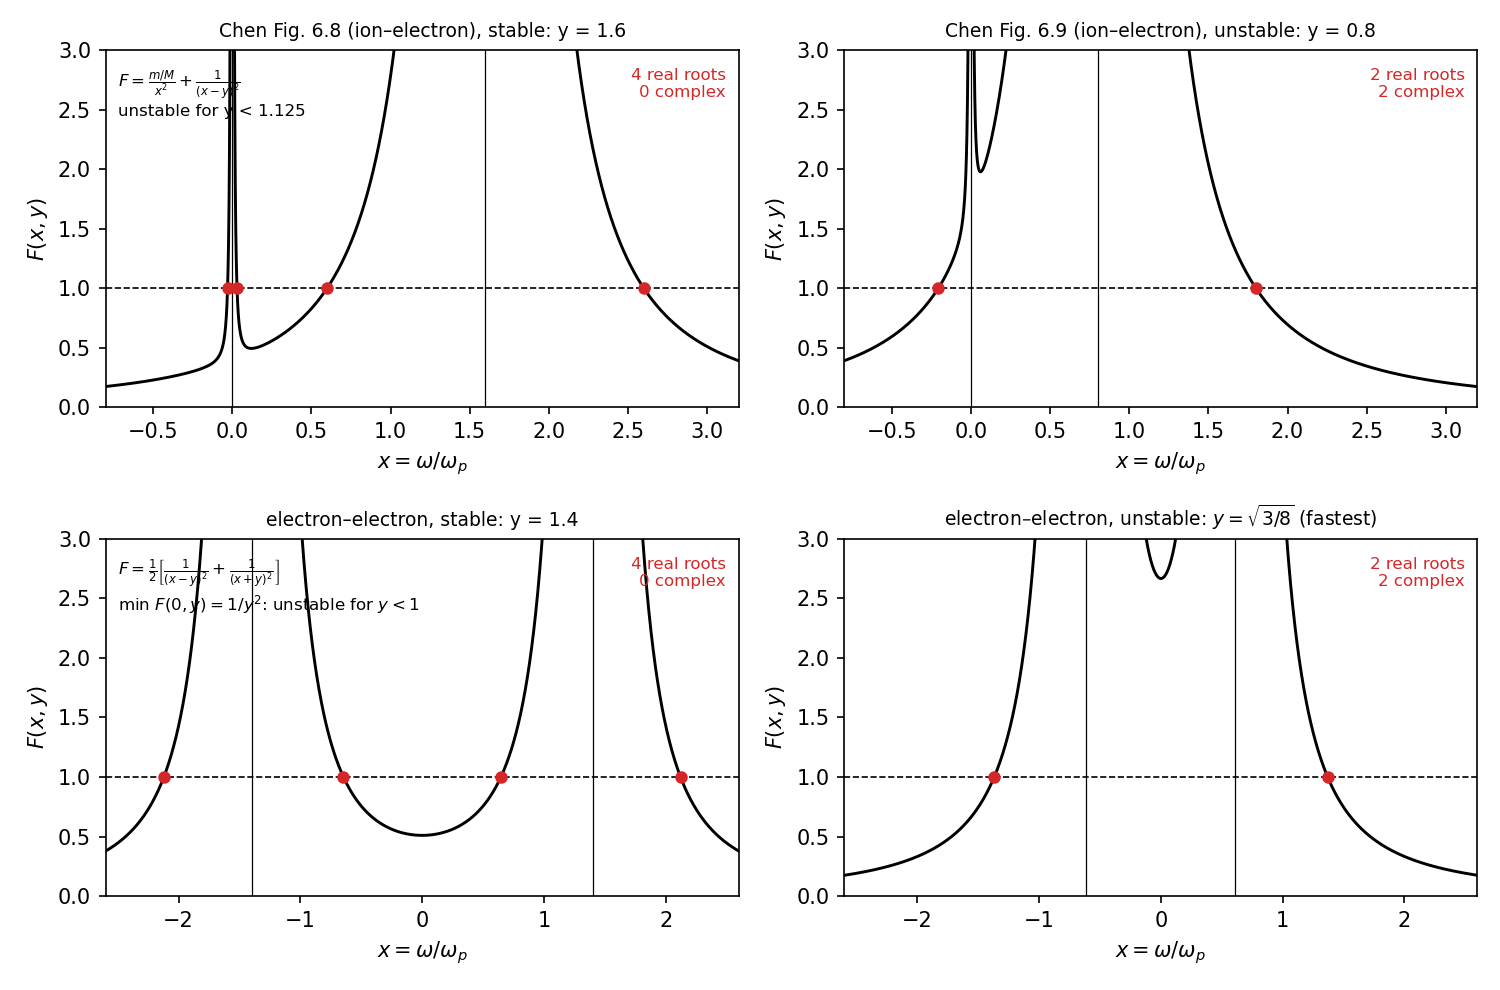 Chen Fig. 6.8 (ion–electron), stable: y = 1.6
F = \frac{m/M}{x^2} + \frac{1}{(x−y)^2}
unstable for y < 1.125
4 real roots
0 complex
F(x, y)
3.0
2.5
2.0
1.5
1.0
0.5
0.0
−0.5 0.0 0.5 1.0 1.5 2.0 2.5 3.0
x = ω/ω_p
Chen Fig. 6.9 (ion–electron), unstable: y = 0.8
2 real roots
2 complex
F(x, y)
3.0
2.5
2.0
1.5
1.0
0.5
0.0
−0.5 0.0 0.5 1.0 1.5 2.0 2.5 3.0
x = ω/ω_p
electron–electron, stable: y = 1.4
F = \frac{1}{2}[\frac{1}{(x−y)^2} + \frac{1}{(x+y)^2}]
min F(0, y) = 1/y^2: unstable for y < 1
4 real roots
0 complex
F(x, y)
3.0
2.5
2.0
1.5
1.0
0.5
0.0
−2 −1 0 1 2
x = ω/ω_p
electron–electron, unstable: y = √3/8 (fastest)
2 real roots
2 complex
F(x, y)
3.0
2.5
2.0
1.5
1.0
0.5
0.0
−2 −1 0 1 2
x = ω/ω_p